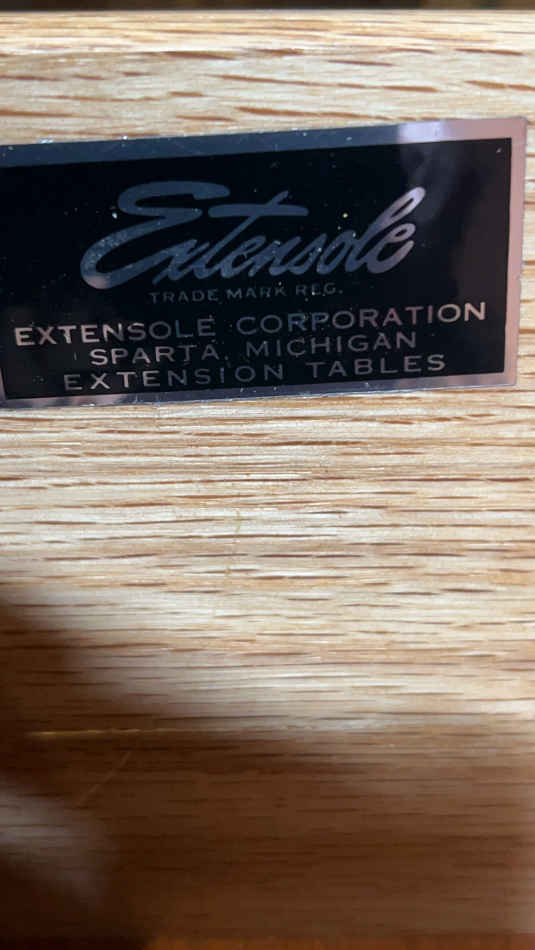 Extensole
TRADE MARK REG.
EXTENSOLE CORPORATION
SPARTA, MICHIGAN
EXTENSION TABLES